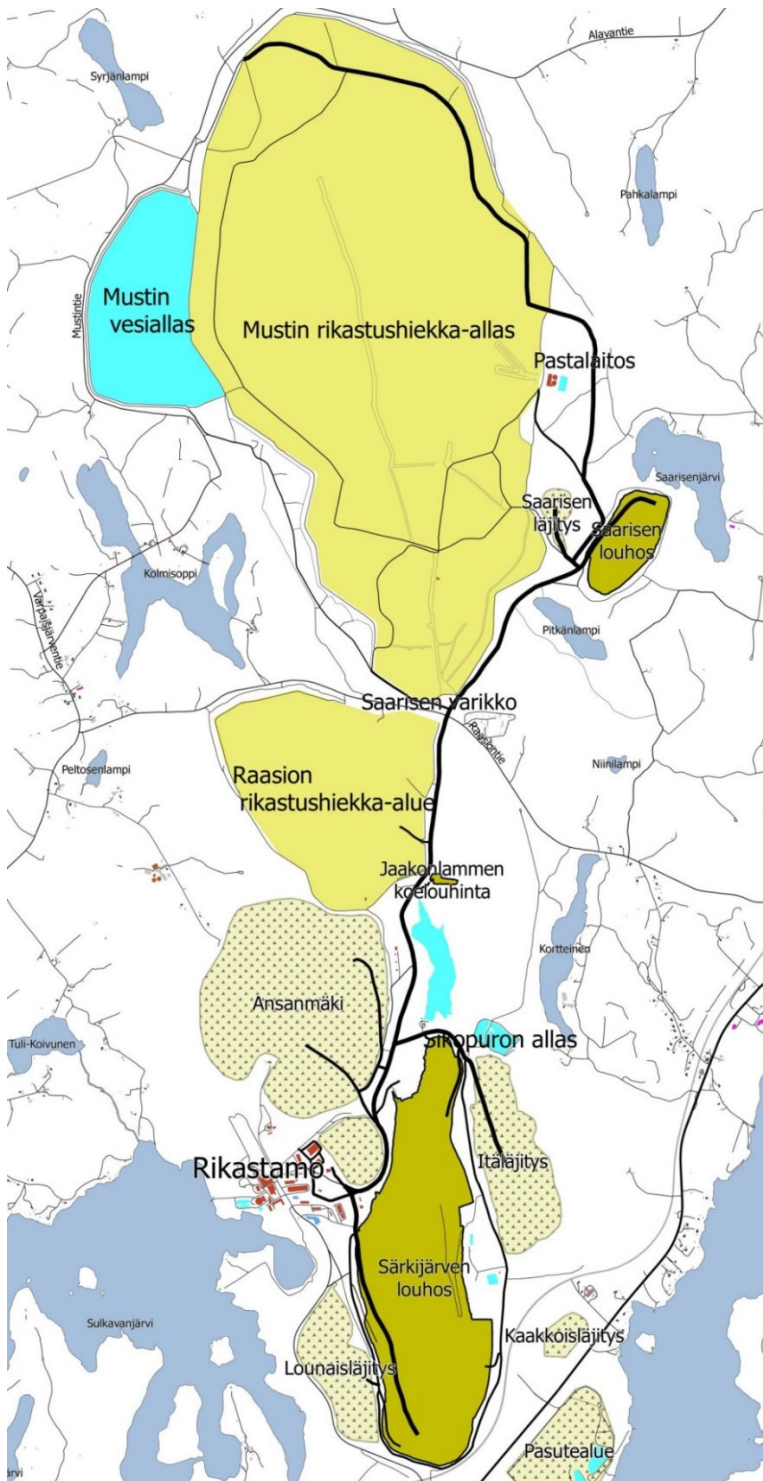 Alavantie
Syrjänlampi
Pahkalampi
Mustintie
Mustin
vesiallas
Mustin rikastushiekka-allas
Pastalaitos
Saarisenjärvi
Saarisen
läjitys
Saarisen
louhos
Kolmisoppi
Varpaisjärventie
Pitkänlampi
Saarisen varikko
Raasiontie
Peltosenlampi
Niinilampi
Raasion
rikastushiekka-alue
Jaakonlammen
koelouhinta
Kortteinen
Ansanmäki
Tuli-Koivunen
Sikopuron allas
Rikastamo
Itäläjitys
Särkijärven
louhos
Sulkavanjärvi
Kaakkoisläjitys
Lounaisläjitys
Pasutealue
järvi